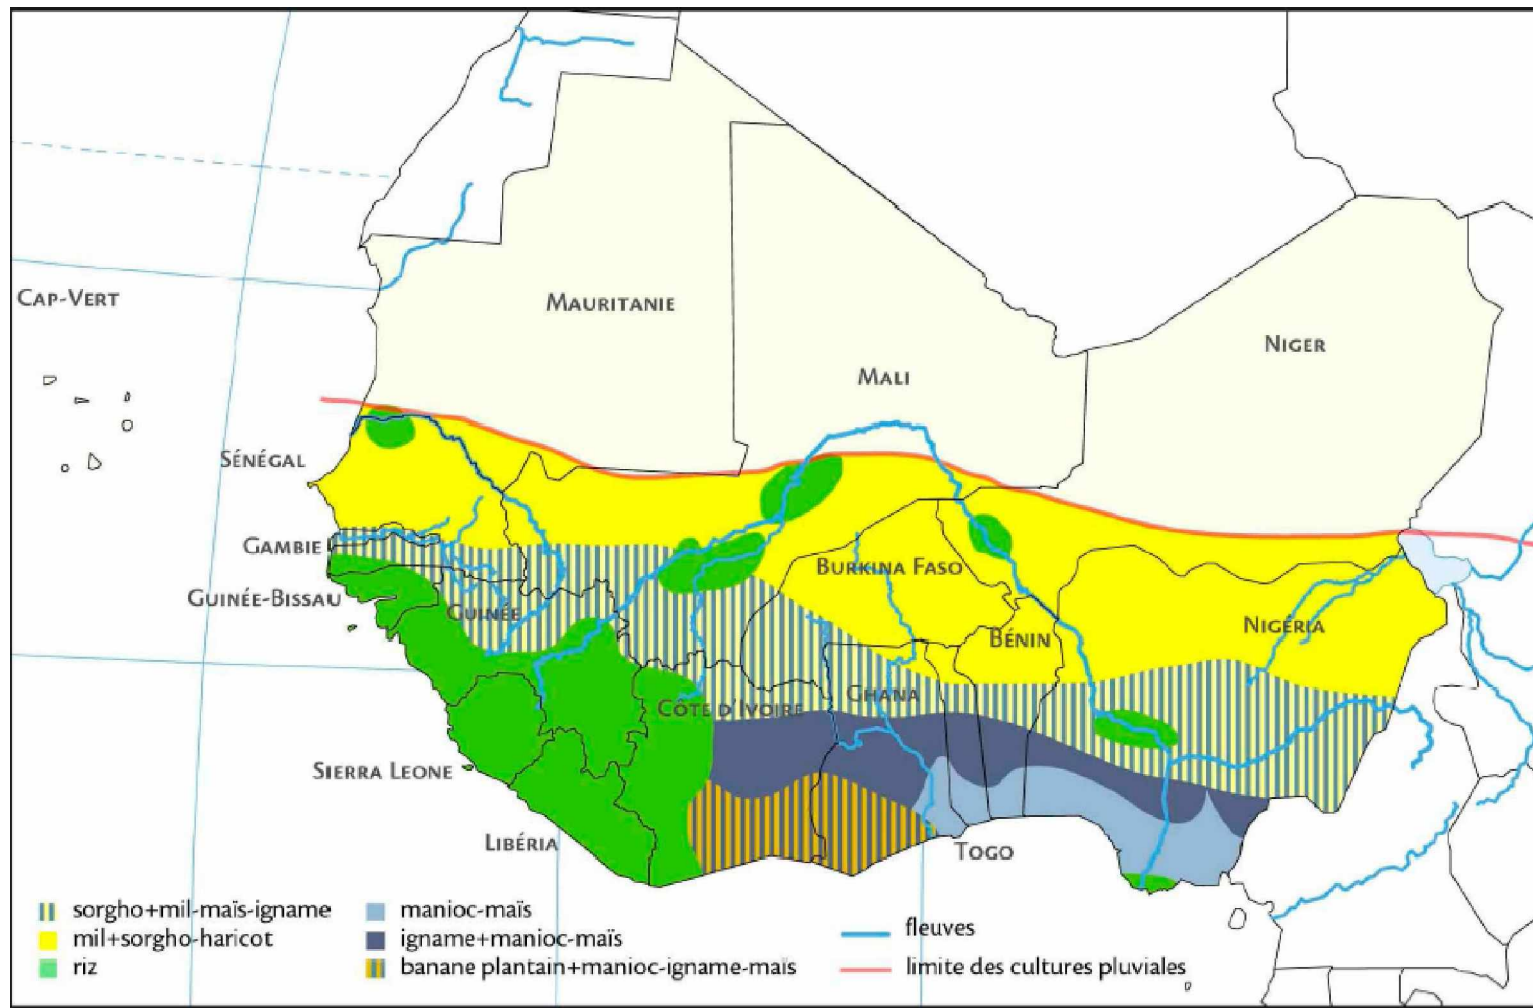 CAP-VERT
MAURITANIE
NIGER
MALI
SÉNÉGAL
GAMBIE
BURKINA FASO
GUINÉE-BISSAU
GUINÉE
BÉNIN
NIGÉRIA
GHANA
CÔTE D'IVOIRE
SIERRA LEONE
LIBÉRIA
TOGO
sorgho+mil-maïs-igname
mil+sorgho-haricot
riz
manioc-maïs
igname+manioc-maïs
banane plantain+manioc-igname-maïs
fleuves
limite des cultures pluviales